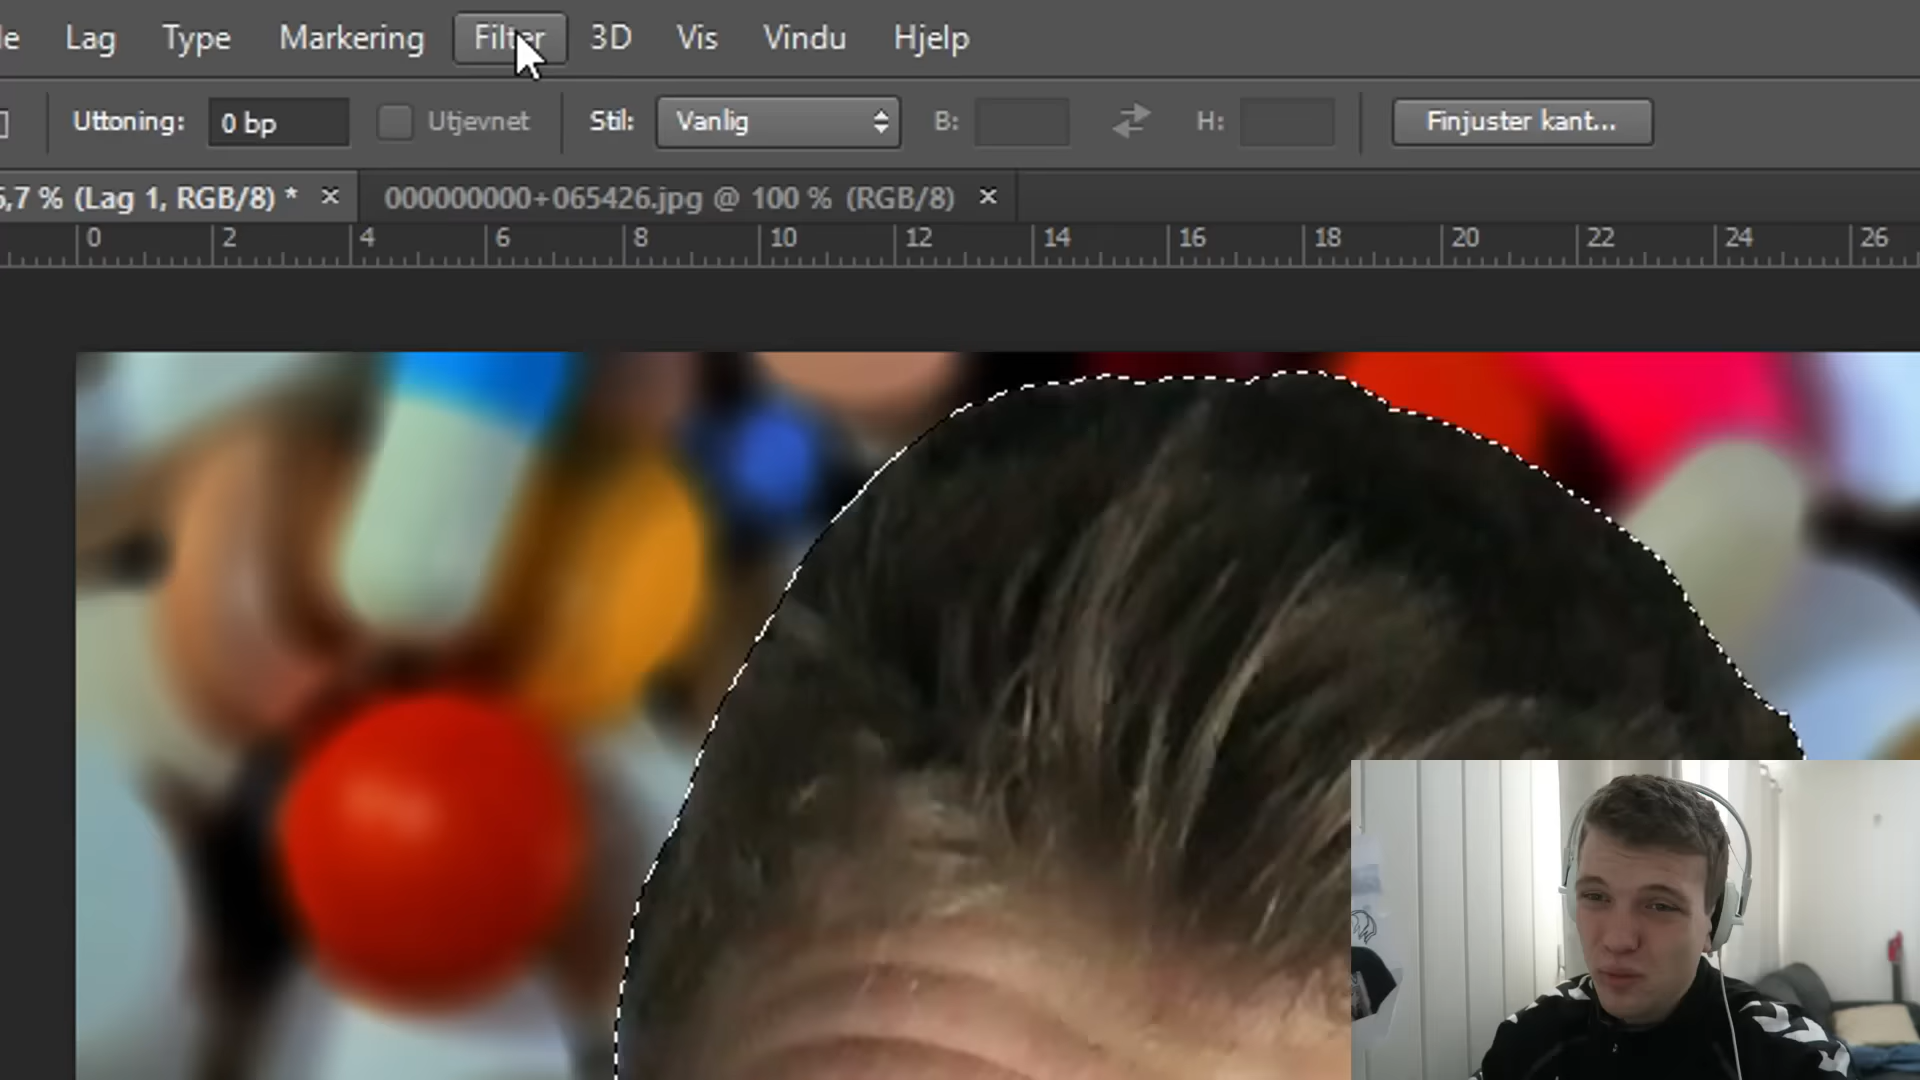 Lag Type Markering Filter 3D Vis Vindu Hjelp
Uttoning: 0 bp Utjevnet Stil: Vanlig B: H: Finjuster kant...
5,7 % (Lag 1, RGB/8) * × 000000000+065426.jpg @ 100 % (RGB/8) ×
0 2 4 6 8 10 12 14 16 18 20 22 24 26